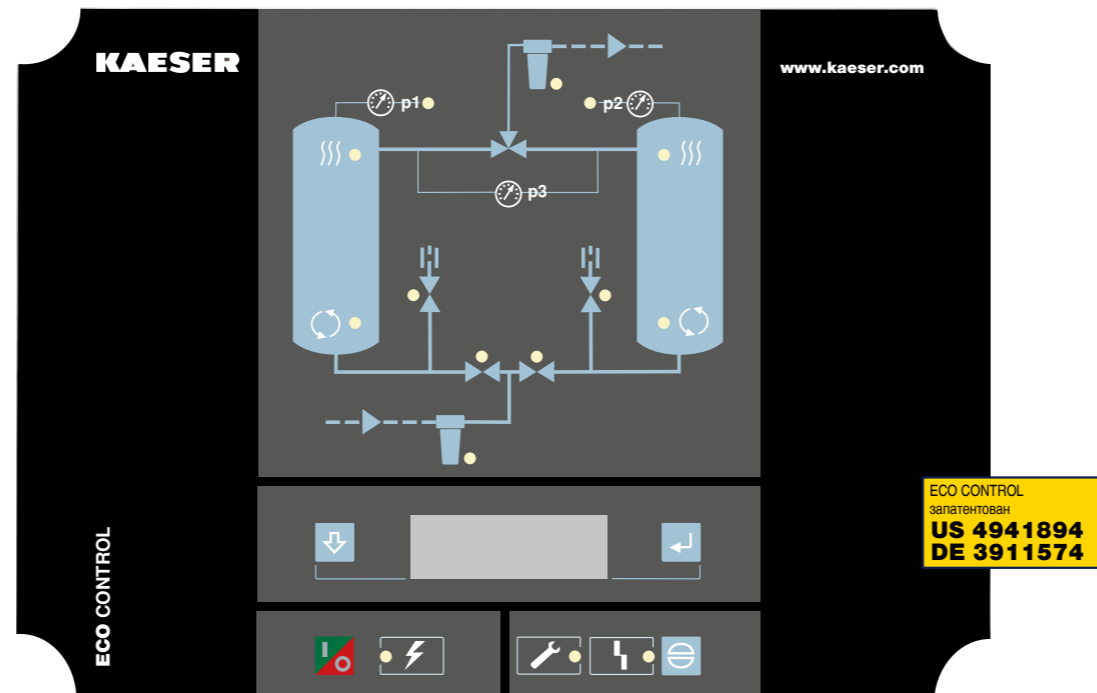 KAESER
www.kaeser.com
p1
p2
p3
ECO CONTROL
ECO CONTROL
запатентован
US 4941894
DE 3911574